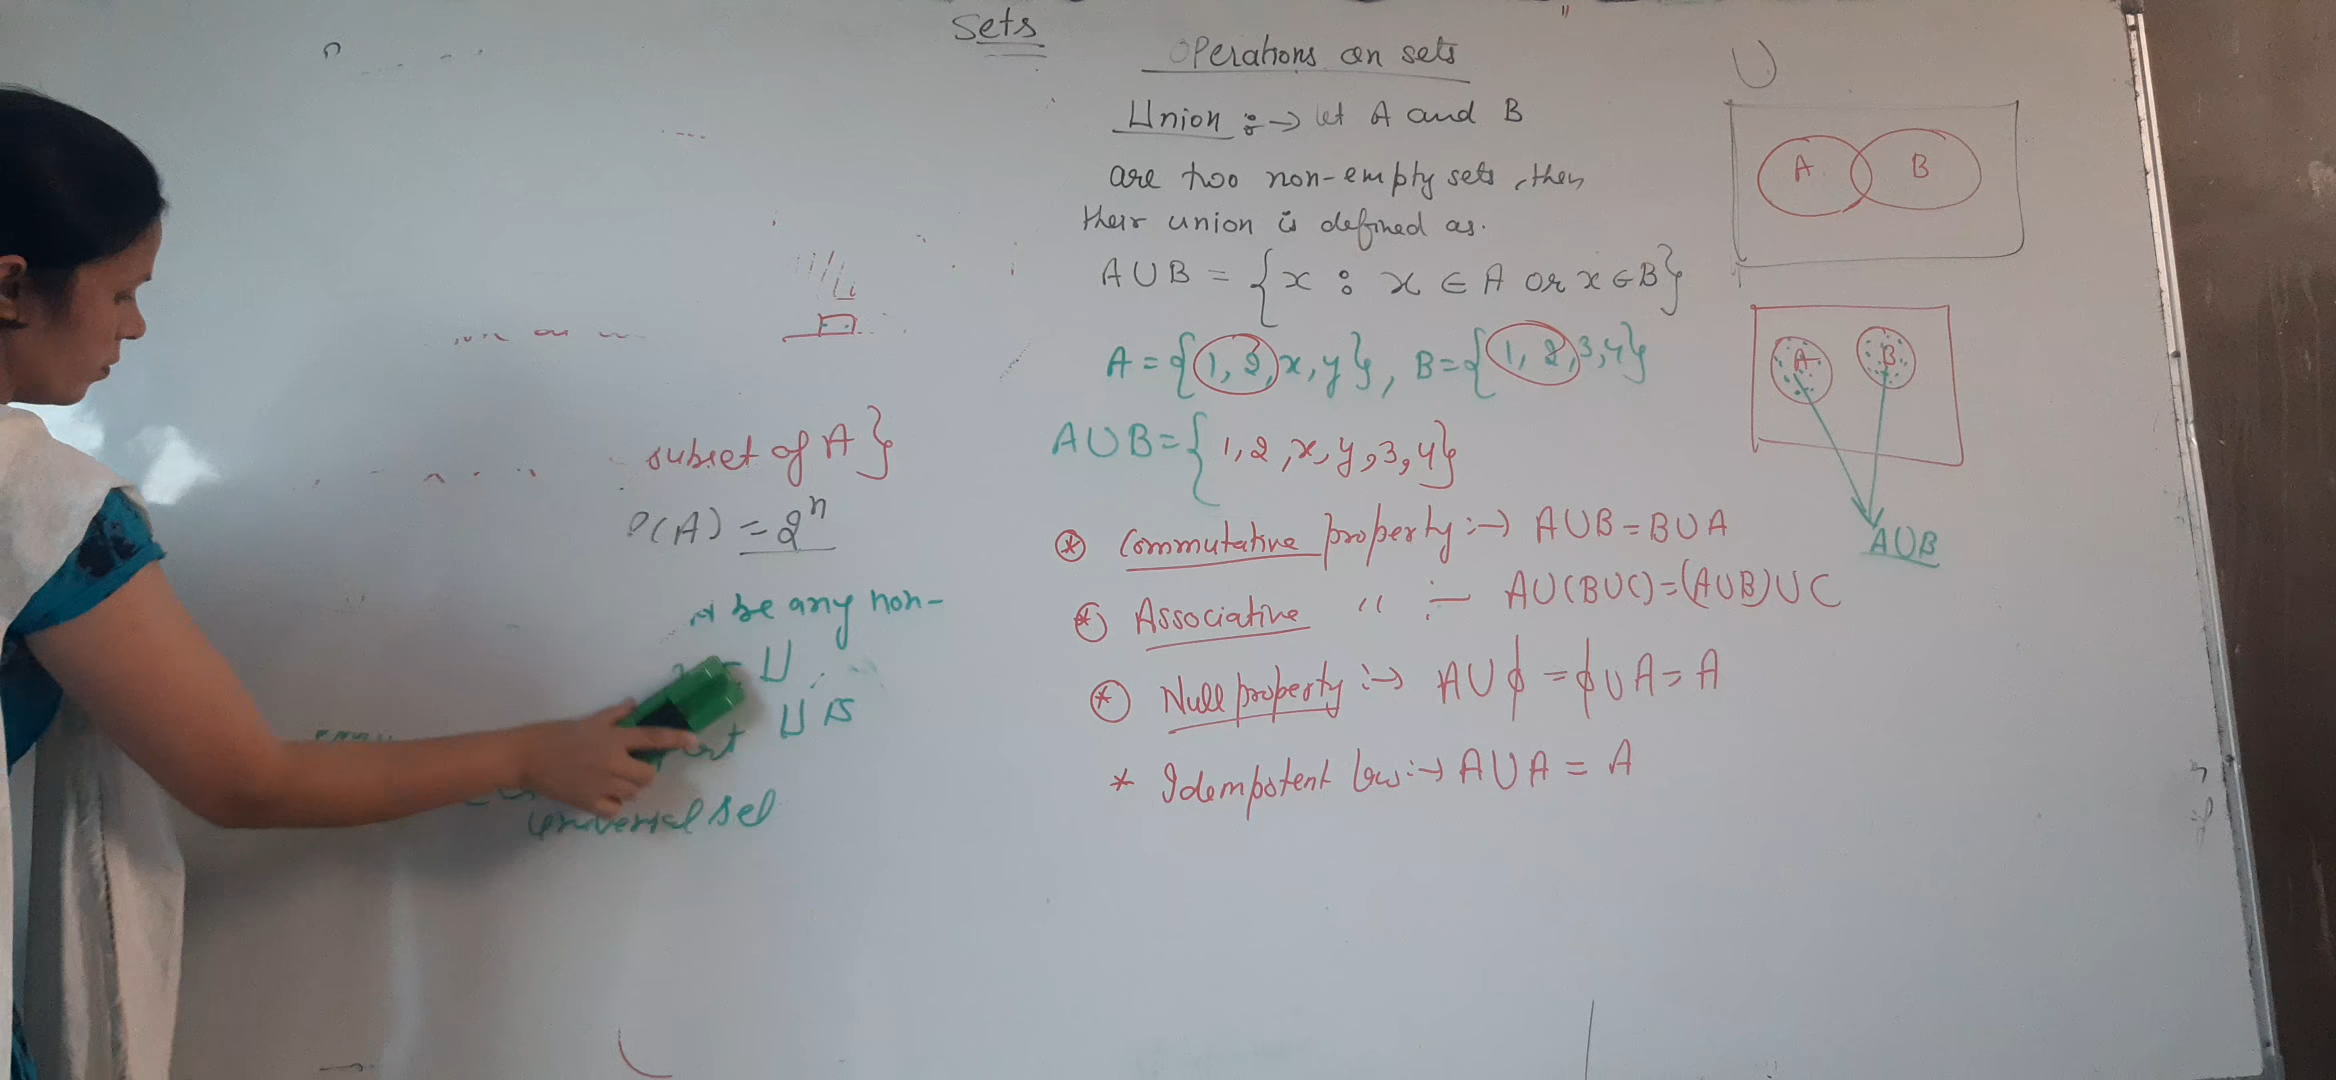 Sets
subset of A }
P(A) = 2ⁿ
be any non-
U
U is
universal set
Operations on sets
Union :→ let A and B
are two non-empty sets, then
their union is defined as.
A∪B = { x : x ∈ A or x ∈ B}
A = {1, 2, x, y}, B = {1, 2, 3, 4}
A∪B = {1, 2, x, y, 3, 4}
* Commutative property :→ A∪B = B∪A
* Associative " :- A∪(B∪C) = (A∪B)∪C
* Null property :→ A∪ϕ = ϕ∪A = A
* Idempotent law :→ A∪A = A
U
A B
A B
A∪B